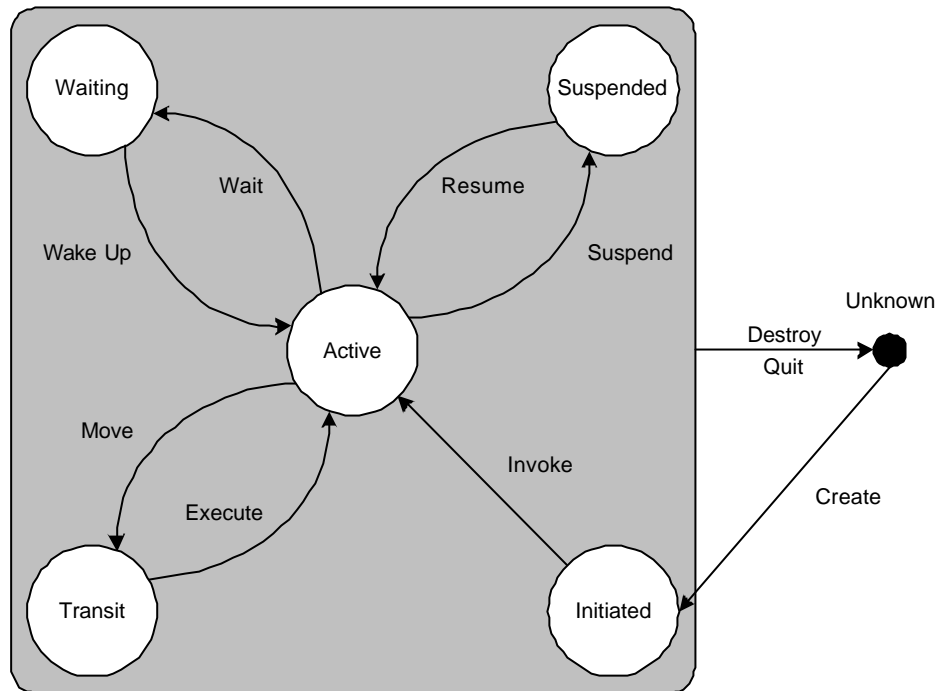 Waiting
Suspended
Wait
Resume
Wake Up
Suspend
Unknown
Active
Destroy
Quit
Move
Invoke
Execute
Create
Transit
Initiated